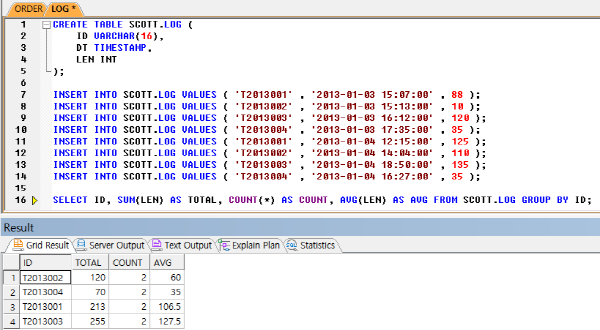 ORDER LOG *
1 CREATE TABLE SCOTT.LOG (
2 ID VARCHAR(16),
3 DT TIMESTAMP,
4 LEN INT
5 );
6
7 INSERT INTO SCOTT.LOG VALUES ( 'T2013001' , '2013-01-03 15:07:00' , 88 );
8 INSERT INTO SCOTT.LOG VALUES ( 'T2013002' , '2013-01-03 15:13:00' , 10 );
9 INSERT INTO SCOTT.LOG VALUES ( 'T2013003' , '2013-01-03 16:12:00' , 120 );
10 INSERT INTO SCOTT.LOG VALUES ( 'T2013004' , '2013-01-03 17:35:00' , 35 );
11 INSERT INTO SCOTT.LOG VALUES ( 'T2013001' , '2013-01-04 12:15:00' , 125 );
12 INSERT INTO SCOTT.LOG VALUES ( 'T2013002' , '2013-01-04 14:04:00' , 110 );
13 INSERT INTO SCOTT.LOG VALUES ( 'T2013003' , '2013-01-04 18:50:00' , 135 );
14 INSERT INTO SCOTT.LOG VALUES ( 'T2013004' , '2013-01-04 16:27:00' , 35 );
15
16 SELECT ID, SUM(LEN) AS TOTAL, COUNT(*) AS COUNT, AVG(LEN) AS AVG FROM SCOTT.LOG GROUP BY ID;
Result
Grid Result Server Output Text Output Explain Plan Statistics
ID TOTAL COUNT AVG
1 T2013002 120 2 60
2 T2013004 70 2 35
3 T2013001 213 2 106.5
4 T2013003 255 2 127.5